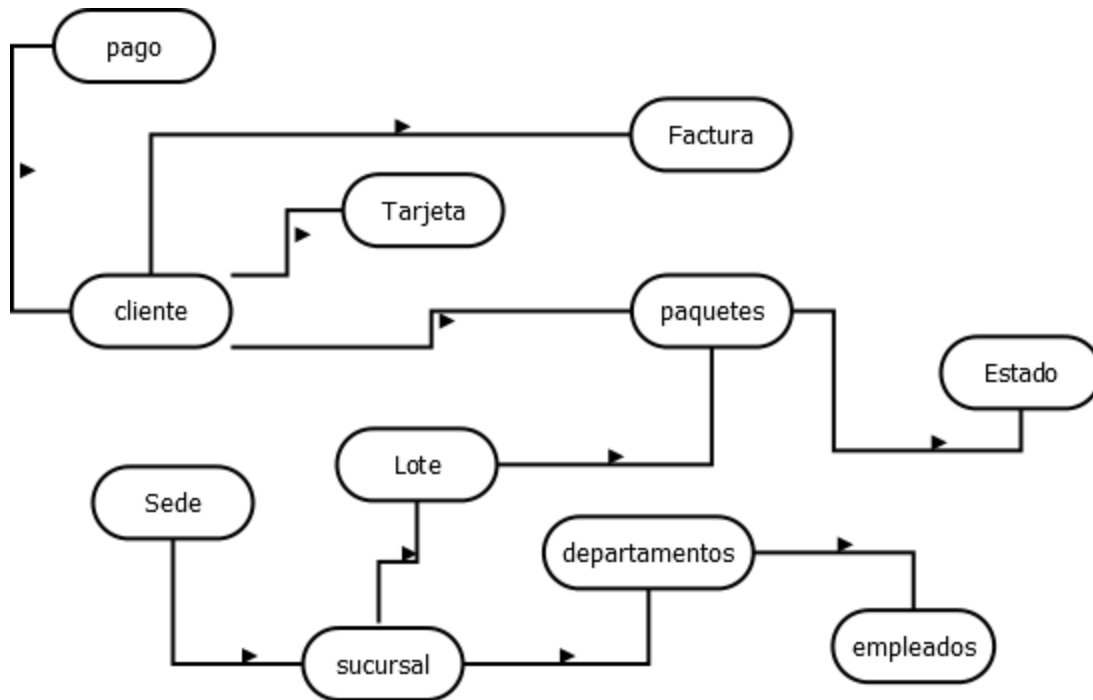 pago
Factura
Tarjeta
cliente
paquetes
Estado
Lote
Sede
departamentos
empleados
sucursal